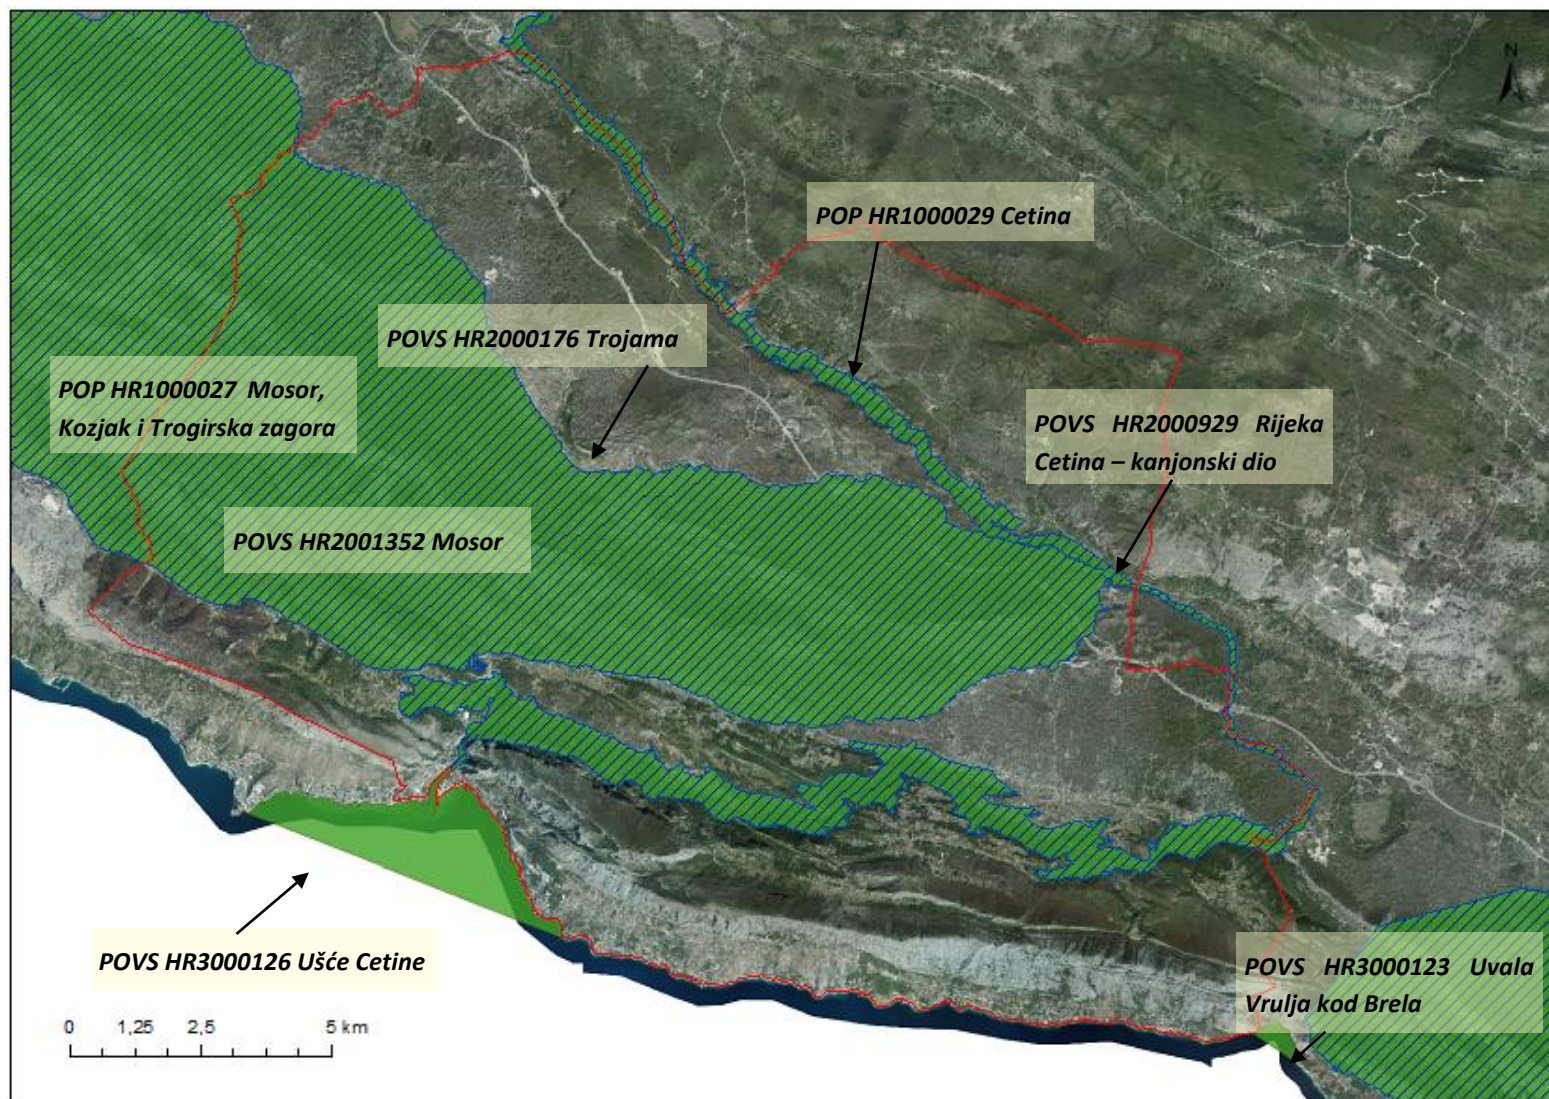 N
POP HR1000029 Cetina
POVS HR2000176 Trojama
POP HR1000027 Mosor,
Kozjak i Trogirska zagora
POVS HR2000929 Rijeka
Cetina – kanjonski dio
POVS HR2001352 Mosor
POVS HR3000126 Ušće Cetine
POVS HR3000123 Uvala
Vrulja kod Brela
0 1,25 2,5 5 km